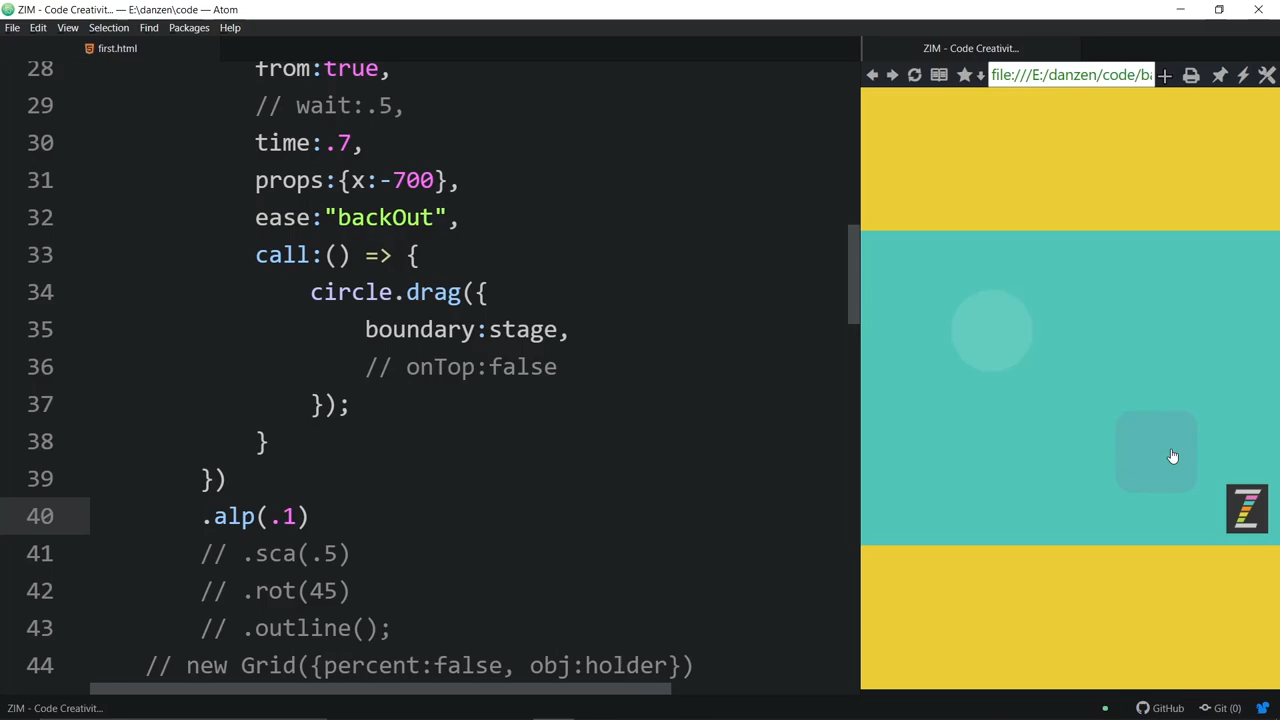 ZIM - Code Creativit... — E:\danzen\code — Atom
File Edit View Selection Find Packages Help
first.html
ZIM - Code Creativit...
file:///E:/danzen/code/b
28 from:true,
29 // wait:.5,
30 time:.7,
31 props:{x:-700},
32 ease:"backOut",
33 call:() => {
34 circle.drag({
35 boundary:stage,
36 // onTop:false
37 });
38 }
39 })
40 .alp(.1)
41 // .sca(.5)
42 // .rot(45)
43 // .outline();
44 // new Grid({percent:false, obj:holder})
Z
ZIM - Code Creativit...
GitHub Git (0)